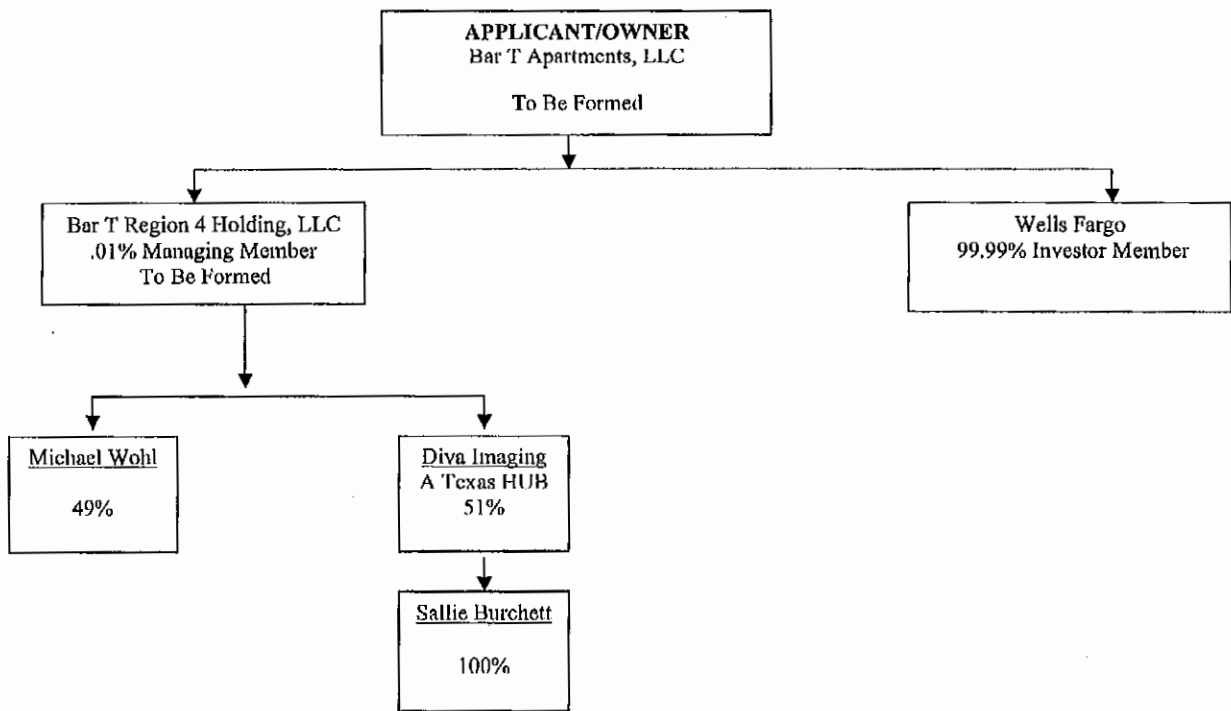 APPLICANT/OWNER
Bar T Apartments, LLC
To Be Formed
Bar T Region 4 Holding, LLC
.01% Managing Member
To Be Formed
Wells Fargo
99.99% Investor Member
Michael Wohl
49%
Diva Imaging
A Texas HUB
51%
Sallie Burchett
100%